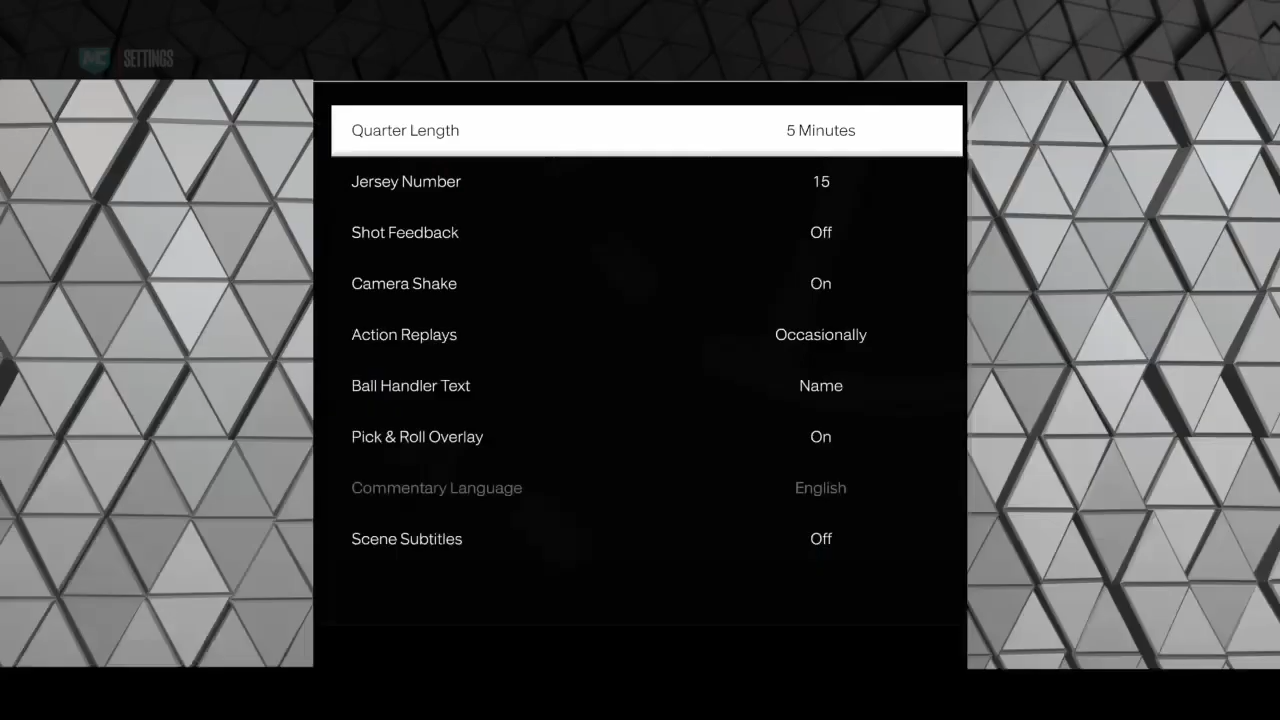 MC SETTINGS
Quarter Length 5 Minutes
Jersey Number 15
Shot Feedback Off
Camera Shake On
Action Replays Occasionally
Ball Handler Text Name
Pick & Roll Overlay On
Commentary Language English
Scene Subtitles Off